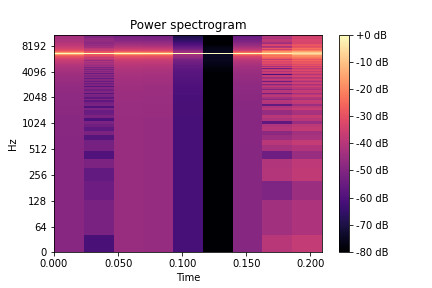 Power spectrogram
Hz
8192
4096
2048
1024
512
256
128
64
0
0.000 0.050 0.100 0.150 0.200
Time
+0 dB
-10 dB
-20 dB
-30 dB
-40 dB
-50 dB
-60 dB
-70 dB
-80 dB